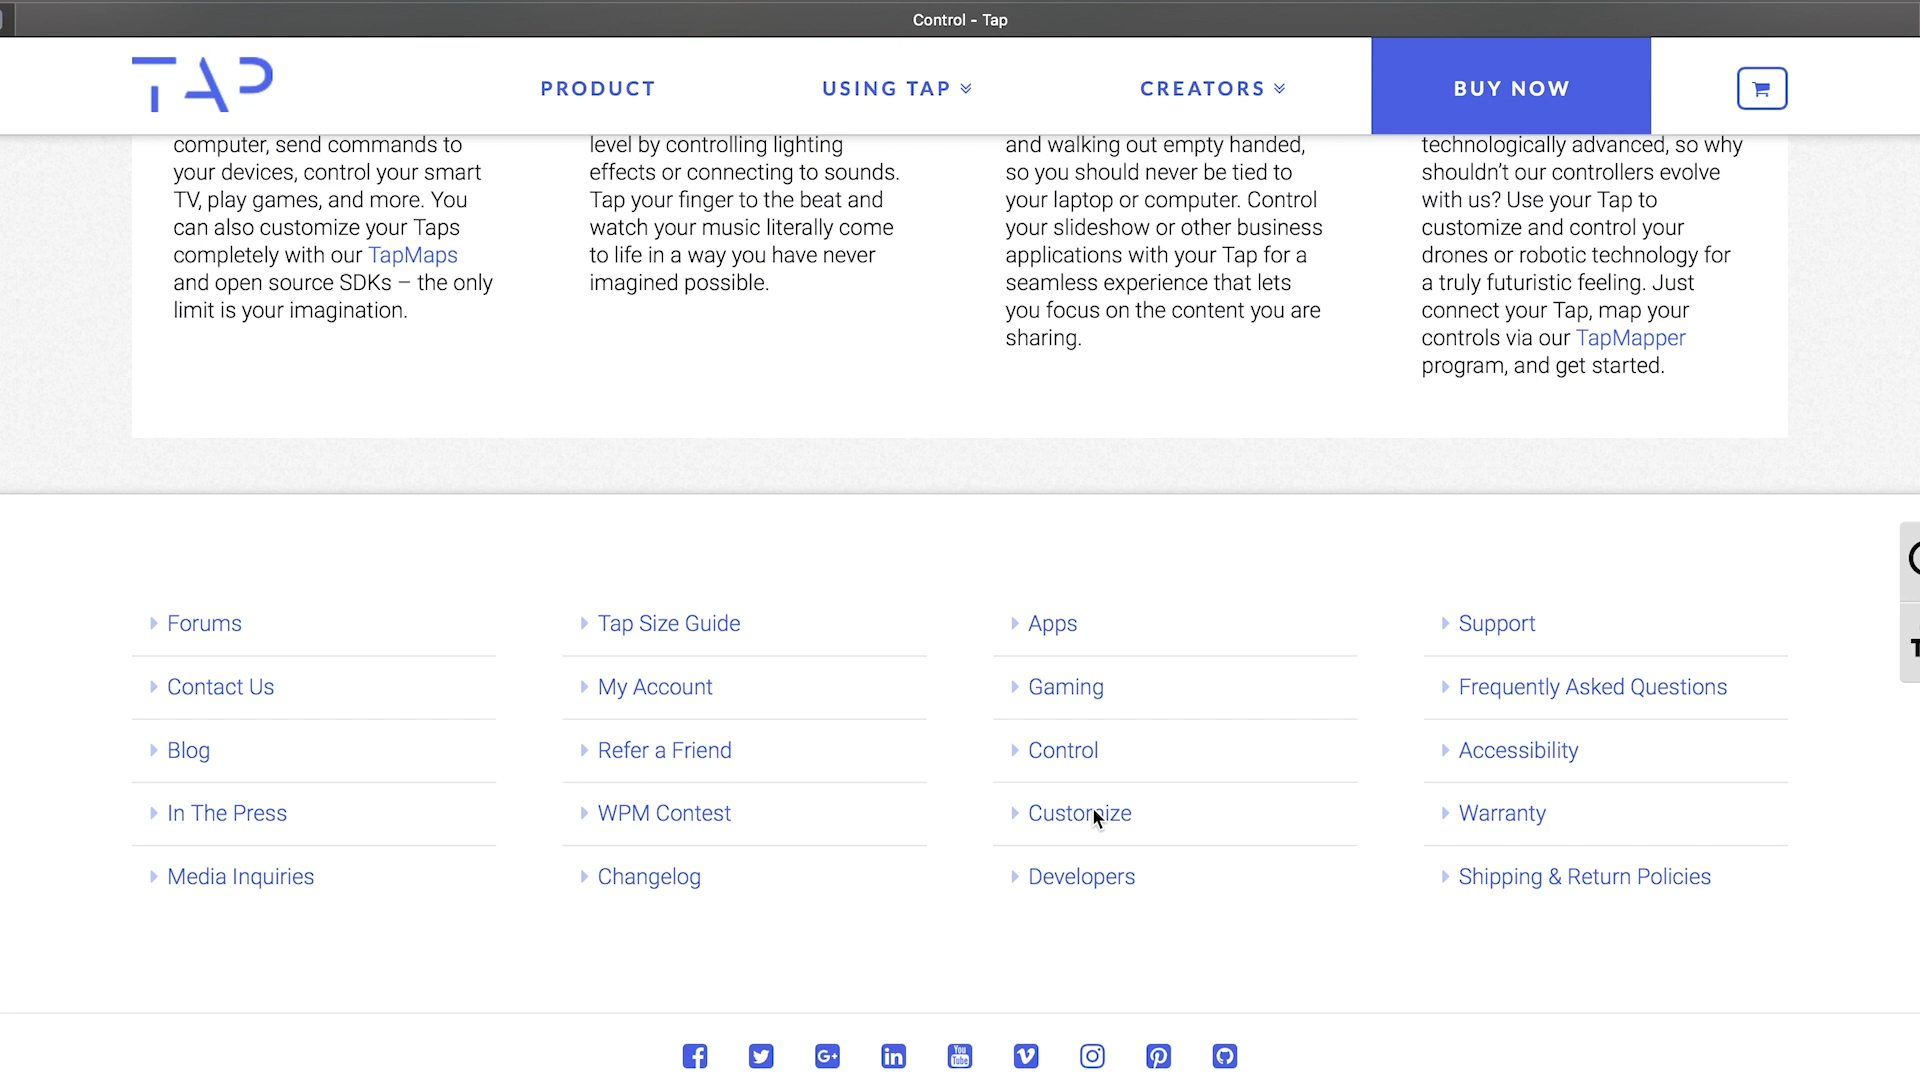 Control - Tap
TAP
PRODUCT
USING TAP
CREATORS
BUY NOW
computer, send commands to
your devices, control your smart
TV, play games, and more. You
can also customize your Taps
completely with our TapMaps
and open source SDKs – the only
limit is your imagination.
level by controlling lighting
effects or connecting to sounds.
Tap your finger to the beat and
watch your music literally come
to life in a way you have never
imagined possible.
and walking out empty handed,
so you should never be tied to
your laptop or computer. Control
your slideshow or other business
applications with your Tap for a
seamless experience that lets
you focus on the content you are
sharing.
technologically advanced, so why
shouldn't our controllers evolve
with us? Use your Tap to
customize and control your
drones or robotic technology for
a truly futuristic feeling. Just
connect your Tap, map your
controls via our TapMapper
program, and get started.
Forums
Contact Us
Blog
In The Press
Media Inquiries
Tap Size Guide
My Account
Refer a Friend
WPM Contest
Changelog
Apps
Gaming
Control
Customize
Developers
Support
Frequently Asked Questions
Accessibility
Warranty
Shipping & Return Policies
G+
in
You Tube